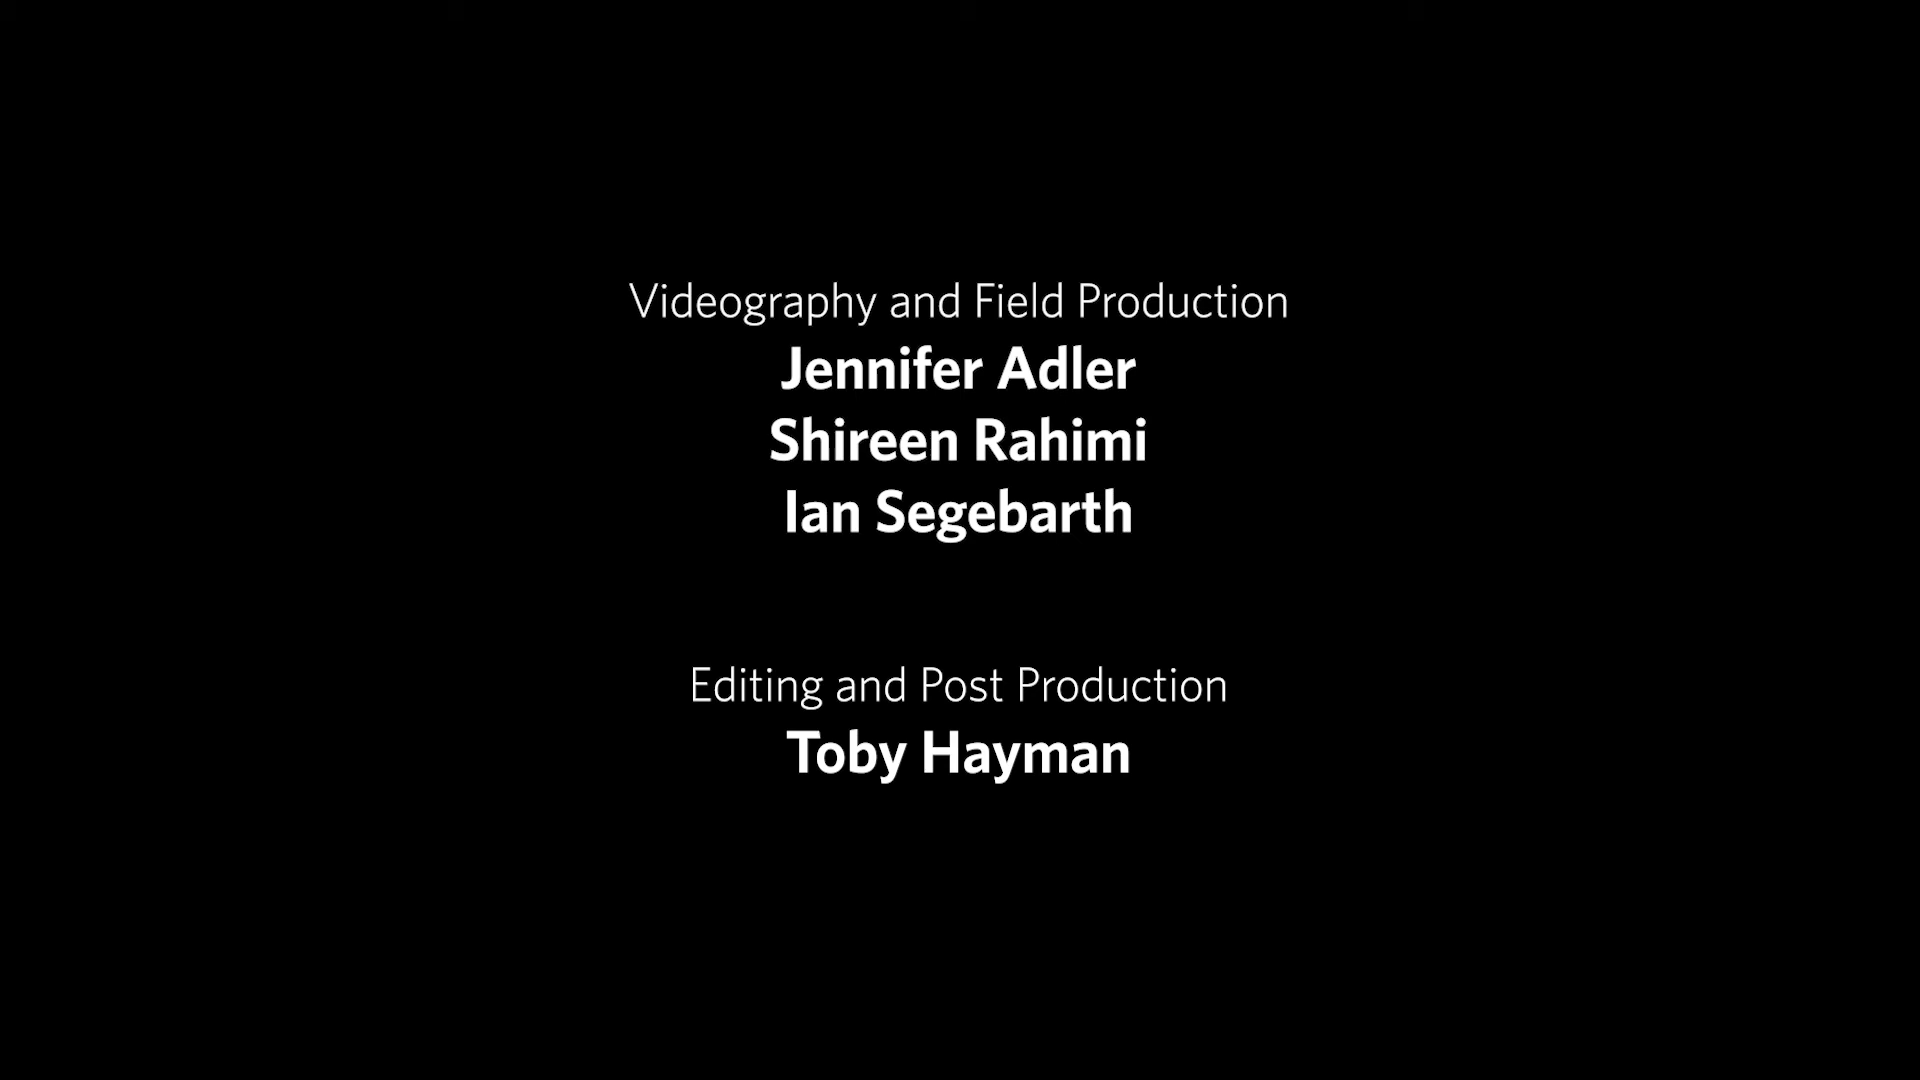 Videography and Field Production
Jennifer Adler
Shireen Rahimi
Ian Segebarth
Editing and Post Production
Toby Hayman